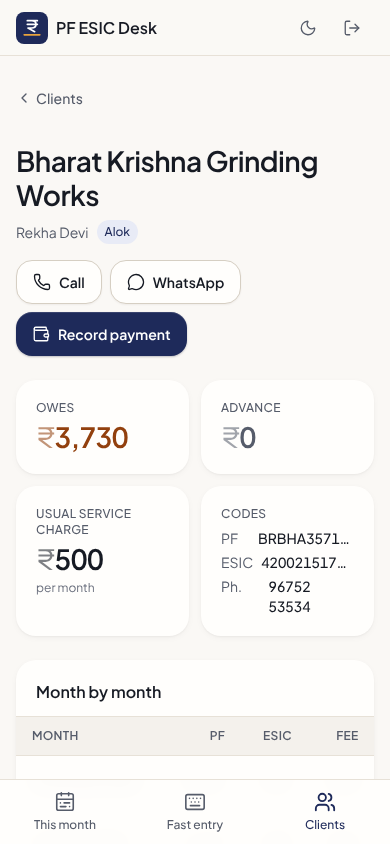 ₹ PF ESIC Desk
Clients
Bharat Krishna Grinding
Works
Rekha Devi Alok
Call WhatsApp
Record payment
OWES
₹3,730
ADVANCE
₹0
USUAL SERVICE
CHARGE
₹500
per month
CODES
PF BRBHA3571…
ESIC 420021517…
Ph. 96752
53534
Month by month
MONTH PF ESIC FEE
This month Fast entry Clients